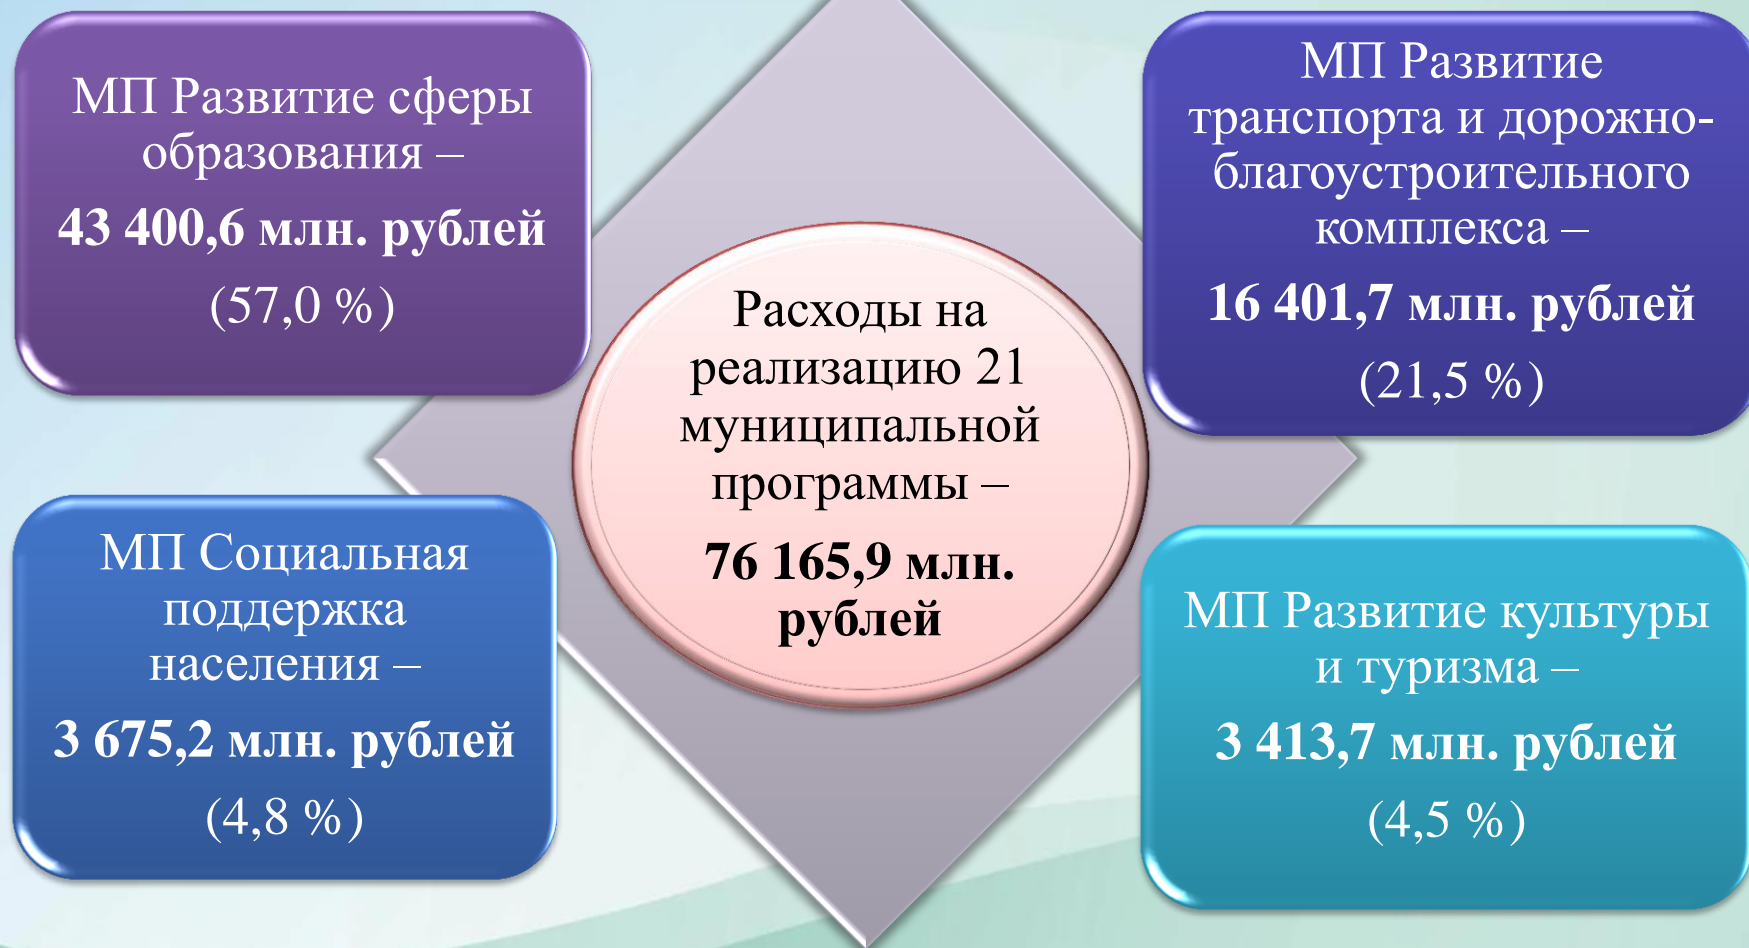 МП Развитие сферы
образования –
43 400,6 млн. рублей
(57,0 %)
МП Развитие
транспорта и дорожно-
благоустроительного
комплекса –
16 401,7 млн. рублей
(21,5 %)
Расходы на
реализацию 21
муниципальной
программы –
76 165,9 млн.
рублей
МП Социальная
поддержка
населения –
3 675,2 млн. рублей
(4,8 %)
МП Развитие культуры
и туризма –
3 413,7 млн. рублей
(4,5 %)